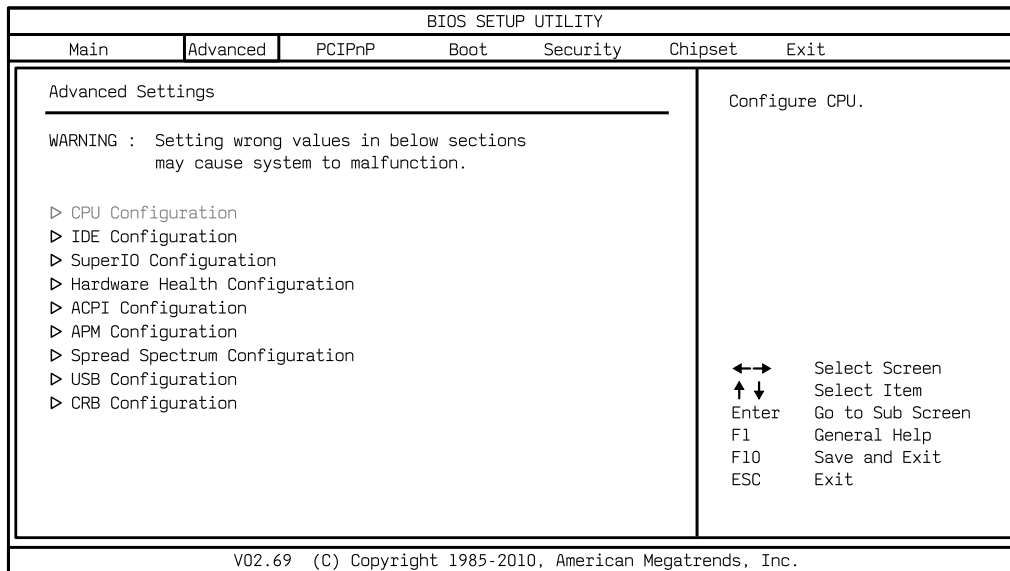 BIOS SETUP UTILITY
Main Advanced PCIPnP Boot Security Chipset Exit
Advanced Settings
WARNING : Setting wrong values in below sections
may cause system to malfunction.
▷ CPU Configuration
▷ IDE Configuration
▷ SuperIO Configuration
▷ Hardware Health Configuration
▷ ACPI Configuration
▷ APM Configuration
▷ Spread Spectrum Configuration
▷ USB Configuration
▷ CRB Configuration
Configure CPU.
←→ Select Screen
↑ ↓ Select Item
Enter Go to Sub Screen
F1 General Help
F10 Save and Exit
ESC Exit
V02.69 (C) Copyright 1985-2010, American Megatrends, Inc.